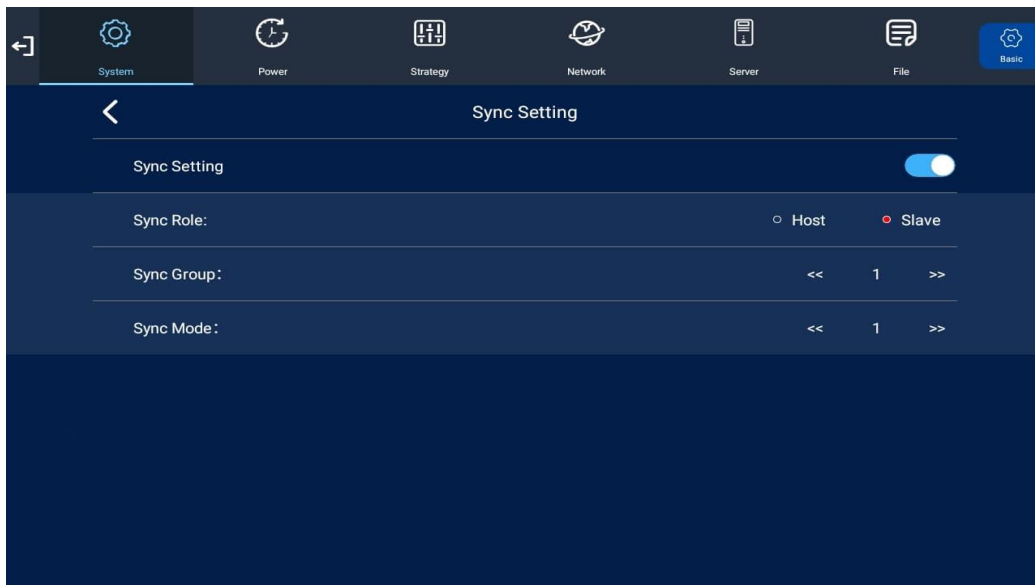 System Power Strategy Network Server File Basic
Sync Setting
Sync Setting
Sync Role: Host Slave
Sync Group： << 1 >>
Sync Mode： << 1 >>